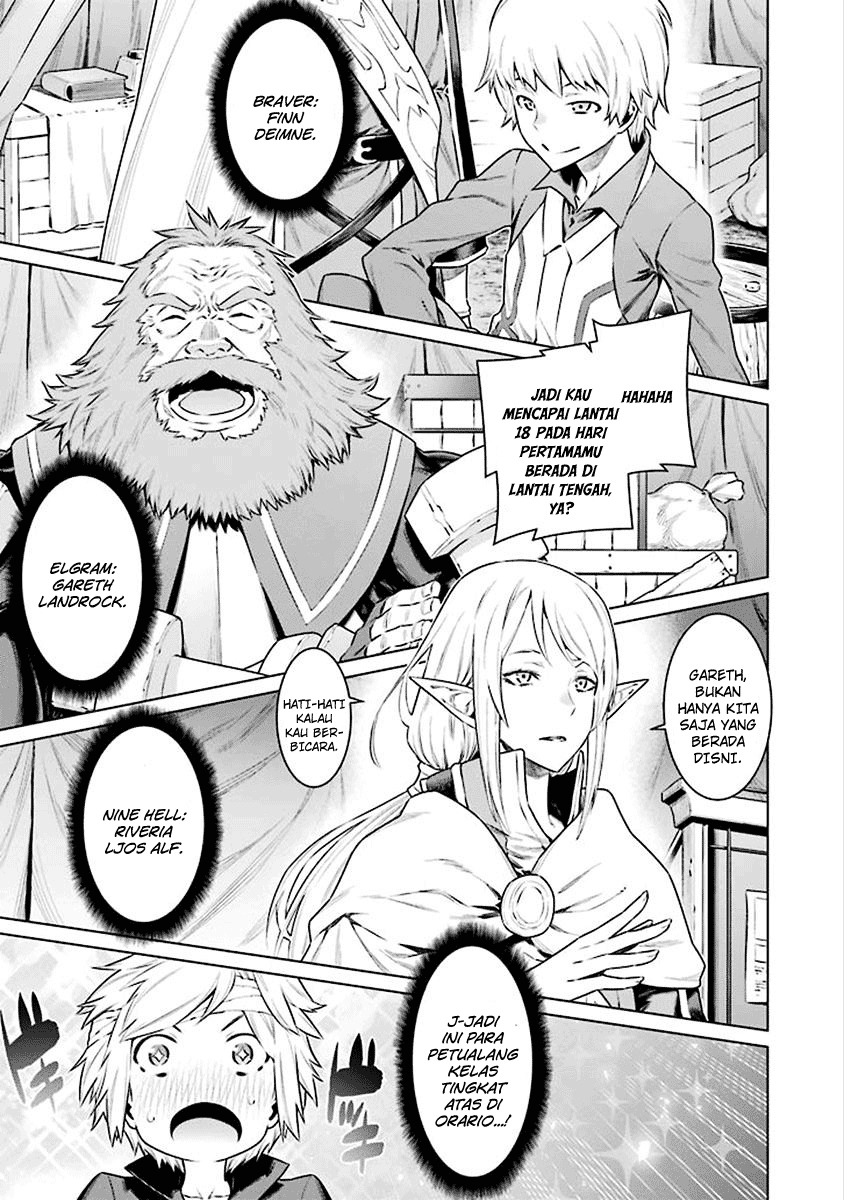 BRAVER:
FINN
DEIMNE.
HAHAHA
JADI KAU
MENCAPAI LANTAI
18 PADA HARI
PERTAMAMU
BERADA DI
LANTAI TENGAH,
YA?
ELGRAM:
GARETH
LANDROCK.
GARETH,
BUKAN
HANYA KITA
SAJA YANG
BERADA
DISNI.
HATI-HATI
KALAU
KAU BER-
BICARA.
NINE HELL:
RIVERIA
LJOS ALF.
J-JADI
INI PARA
PETUALANG
KELAS
TINGKAT
ATAS DI
ORARIO...!